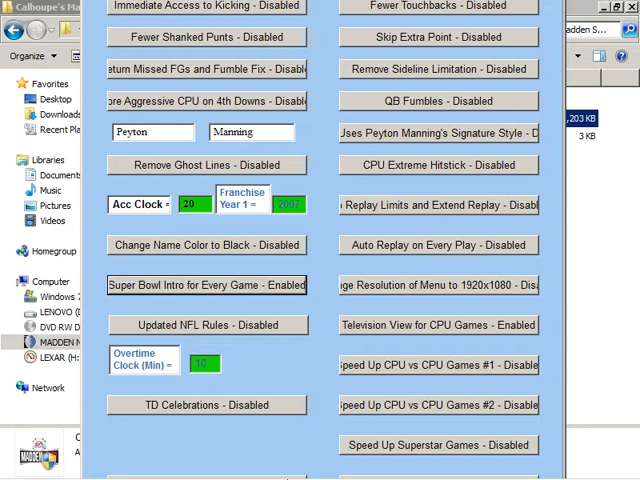 Calhoupe's Ma
Immediate Access to Kicking - Disabled
Fewer Touchbacks - Disabled
Fewer Shanked Punts - Disabled
Skip Extra Point - Disabled
adden S...
Organize
Favorites
eturn Missed FGs and Fumble Fix - Disabl
Remove Sideline Limitation - Disabled
Desktop
ore Aggressive CPU on 4th Downs - Disabl
QB Fumbles - Disabled
Downloads
,203 KB
Recent Pla
Peyton
Manning
Uses Peyton Manning's Signature Style - D
3 KB
Libraries
Remove Ghost Lines - Disabled
CPU Extreme Hitstick - Disabled
Documents
Music
Acc Clock =
20
Franchise
Year 1 =
2007
Replay Limits and Extend Replay - Disabl
Pictures
Videos
Change Name Color to Black - Disabled
Auto Replay on Every Play - Disabled
Homegroup
Computer
Super Bowl Intro for Every Game - Enabled
ge Resolution of Menu to 1920x1080 - Disa
Windows 7
LENOVO (D
DVD RW D
Updated NFL Rules - Disabled
Television View for CPU Games - Enabled
MADDEN N
LEXAR (H:
Overtime
Clock (Min) =
10
Speed Up CPU vs CPU Games #1 - Disable
Network
TD Celebrations - Disabled
Speed Up CPU vs CPU Games #2 - Disable
Speed Up Superstar Games - Disabled